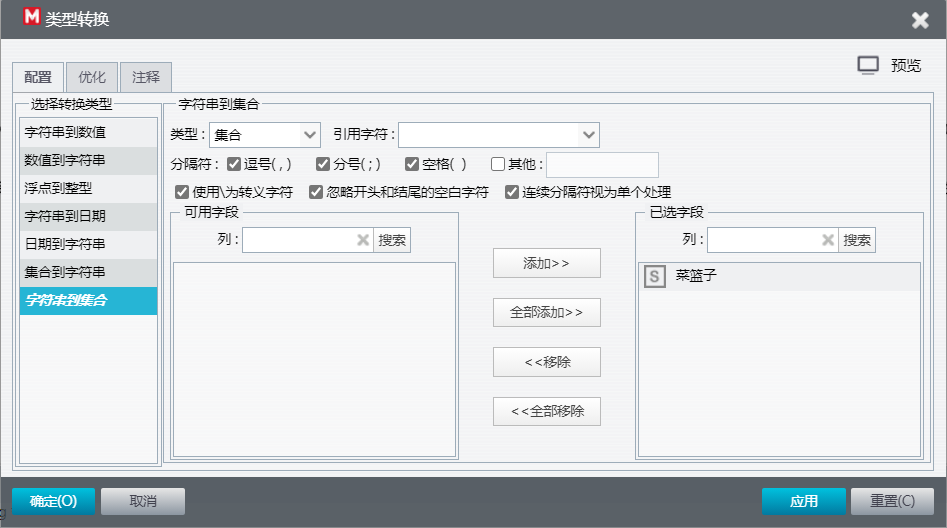 M 类型转换
预览
配置 优化 注释
选择转换类型
字符串到数值
数值到字符串
浮点到整型
字符串到日期
日期到字符串
集合到字符串
字符串到集合
字符串到集合
类型 : 集合 引用字符 :
分隔符 : 逗号( , ) 分号( ; ) 空格( ) 其他 :
使用\为转义字符 忽略开头和结尾的空白字符 连续分隔符视为单个处理
可用字段
列 : 搜索
添加>>
全部添加>>
<<移除
<<全部移除
已选字段
列 : 搜索
S 菜篮子
确定(O) 取消 应用 重置(C)